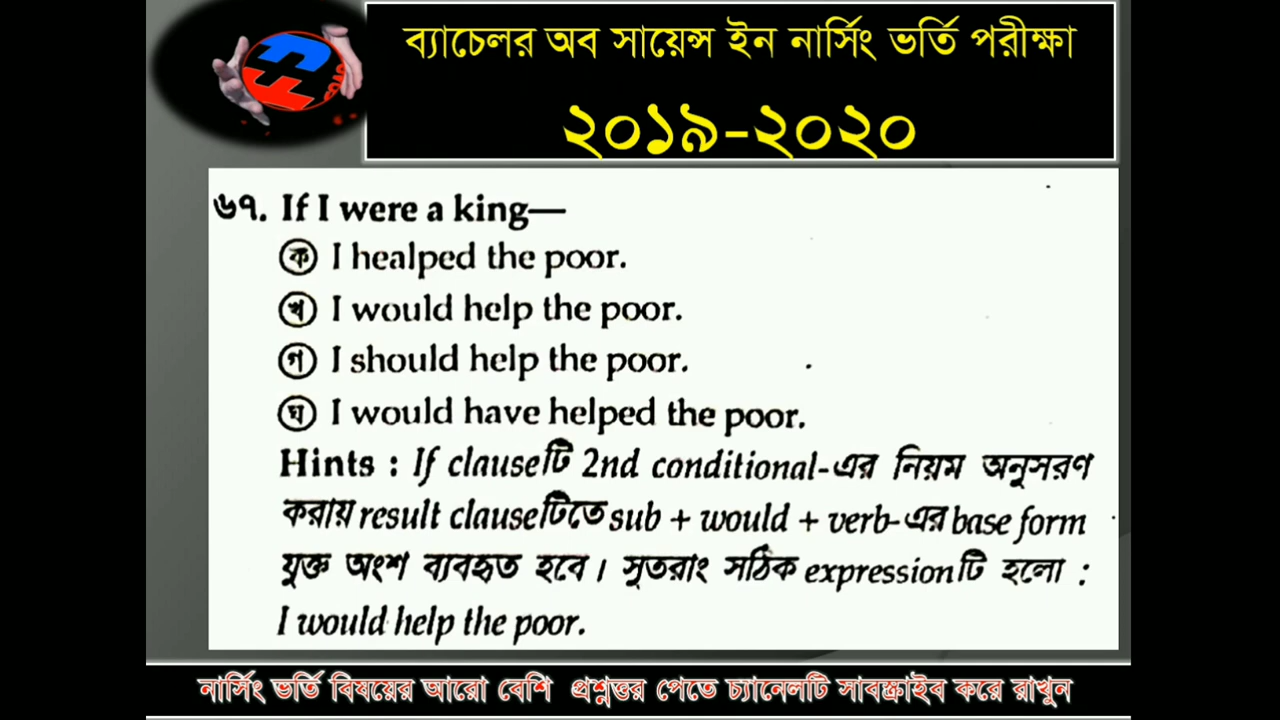 ব্যাচেলর অব সায়েন্স ইন নার্সিং ভর্তি পরীক্ষা
২০১৯-২০২০
৬৭. If I were a king—
ক I healped the poor.
খ I would help the poor.
গ I should help the poor.
ঘ I would have helped the poor.
Hints : If clauseটি 2nd conditional-এর নিয়ম অনুসরণ
করায় result clauseটিতে sub + would + verb-এর base form
যুক্ত অংশ ব্যবহৃত হবে। সুতরাং সঠিক expressionটি হলো :
I would help the poor.
নার্সিং ভর্তি বিষয়ের আরো বেশি প্রশ্নত্তর পেতে চ্যানেলটি সাবস্ক্রাইব করে রাখুন